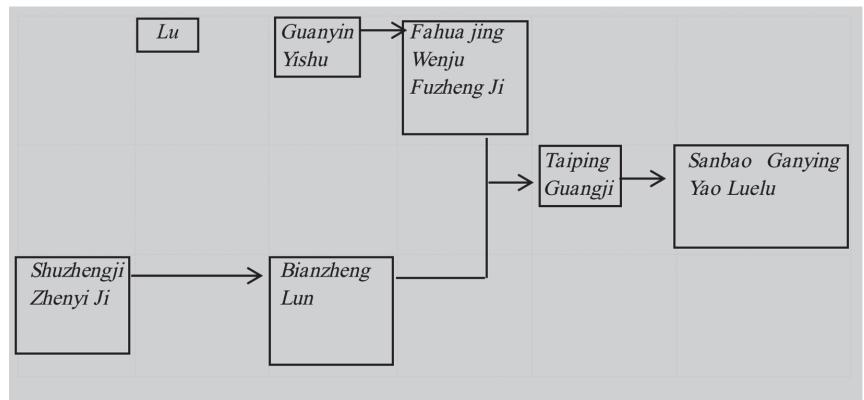 Lu
Guanyin
Yishu
Fahua jing
Wenju
Fuzheng Ji
Taiping
Guangji
Sanbao Ganying
Yao Luelu
Shuzhengji
Zhenyi Ji
Bianzheng
Lun